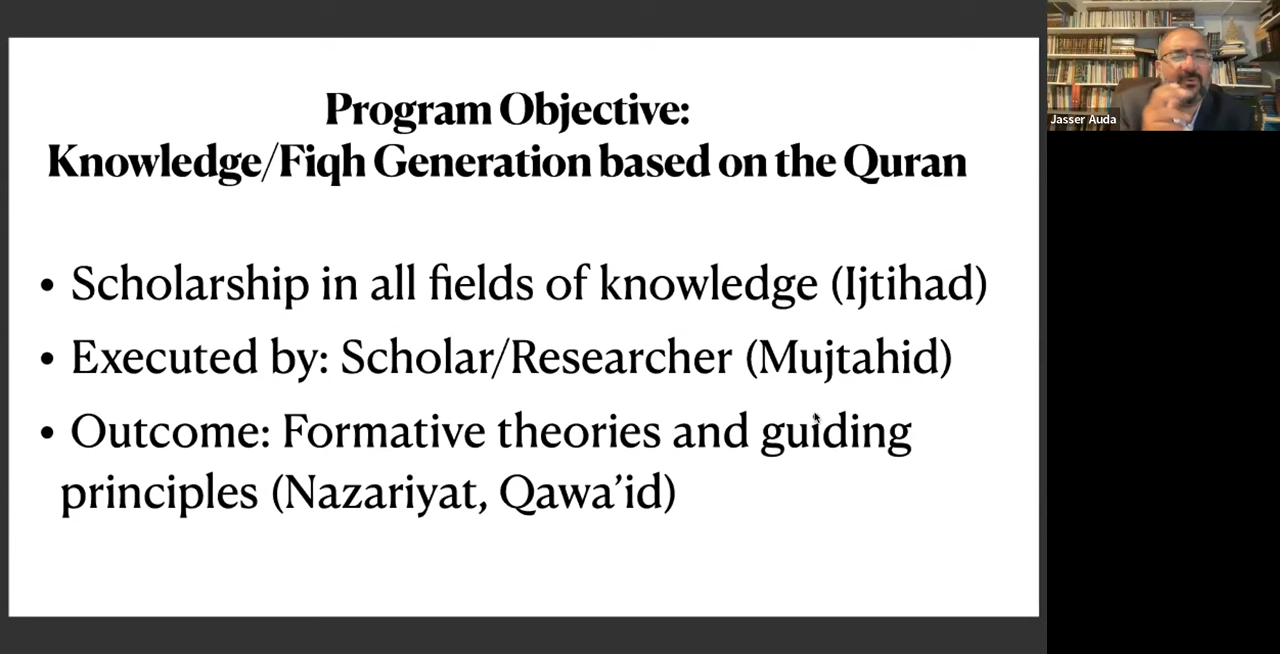 Program Objective:
Knowledge/Fiqh Generation based on the Quran
• Scholarship in all fields of knowledge (Ijtihad)
• Executed by: Scholar/Researcher (Mujtahid)
• Outcome: Formative theories and guiding
principles (Nazariyat, Qawa’id)
Jasser Auda